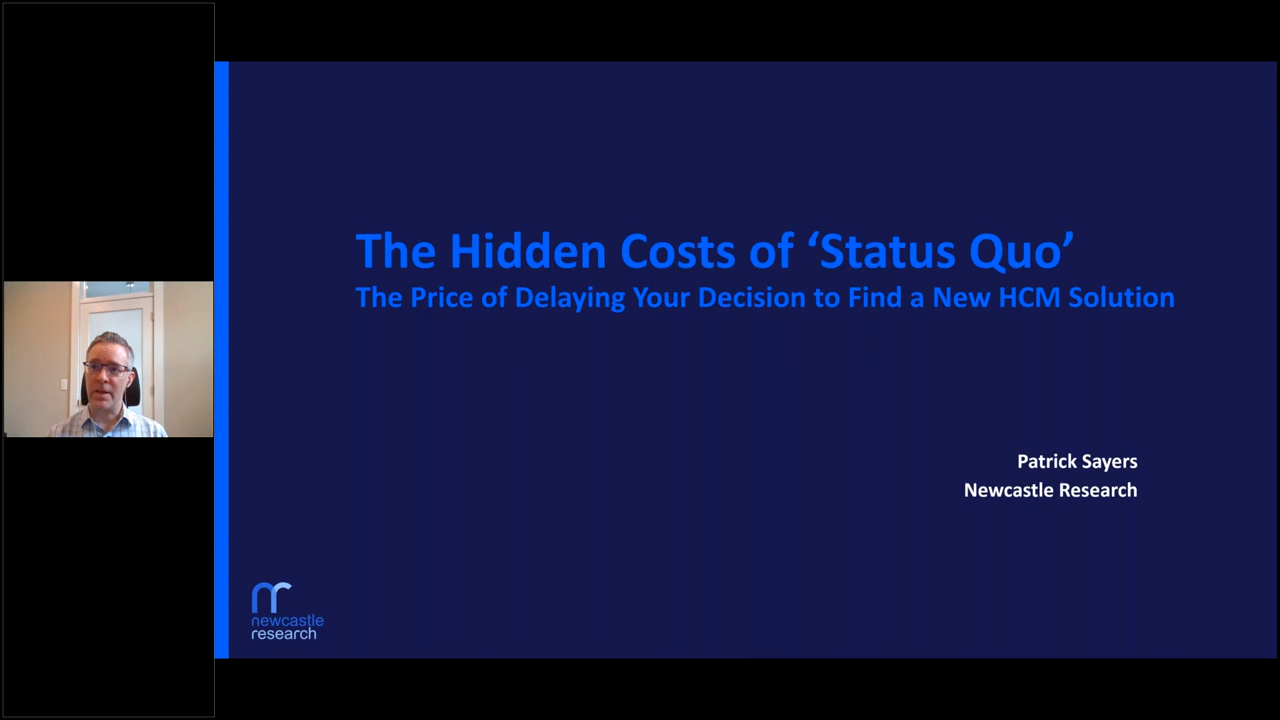 The Hidden Costs of ‘Status Quo’
The Price of Delaying Your Decision to Find a New HCM Solution
Patrick Sayers
Newcastle Research
newcastle
research